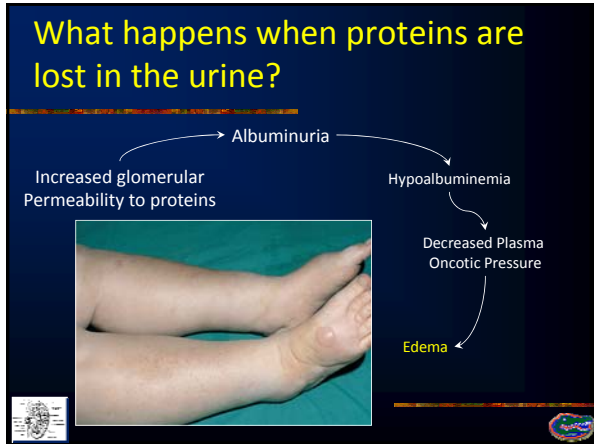 What happens when proteins are
lost in the urine?
Albuminuria
Increased glomerular
Permeability to proteins
Hypoalbuminemia
Decreased Plasma
Oncotic Pressure
Edema